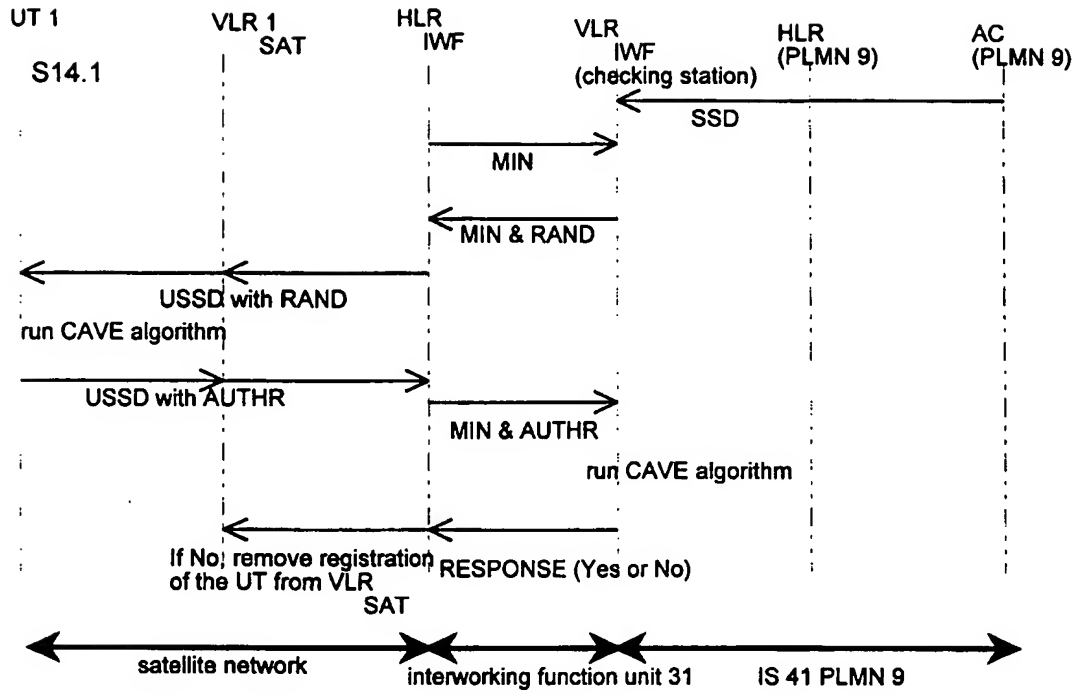 UT 1
VLR 1
SAT
HLR
IWF
VLR
IWF
(checking station)
HLR
(PLMN 9)
AC
(PLMN 9)
S14.1
SSD
MIN
MIN & RAND
USSD with RAND
run CAVE algorithm
USSD with AUTHR
MIN & AUTHR
run CAVE algorithm
If No, remove registration
of the UT from VLR
SAT
RESPONSE (Yes or No)
satellite network
interworking function unit 31
IS 41 PLMN 9